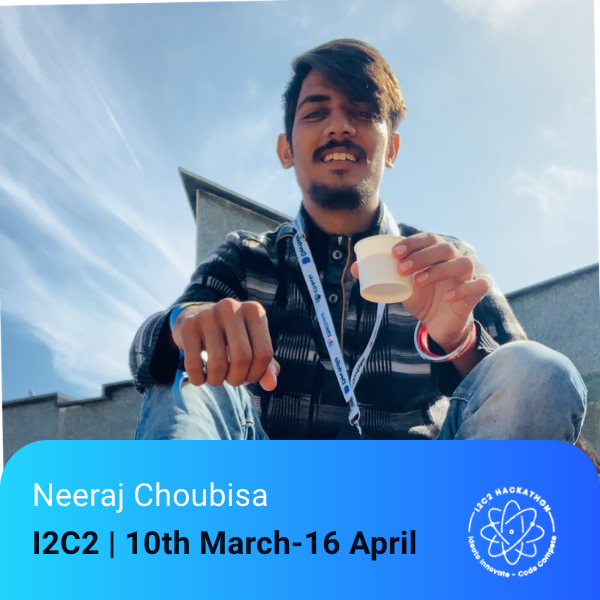 Neeraj Choubisa
I2C2 | 10th March-16 April
I2C2 HACKATHON
Ideate Innovate - Code Compete